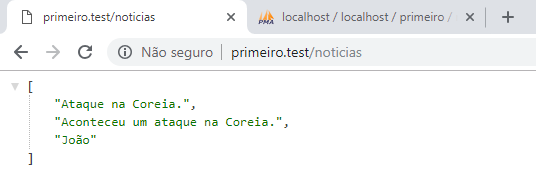 primeiro.test/noticias
PMA
localhost / localhost / primeiro /
Não seguro | primeiro.test/noticias
[
"Ataque na Coreia.",
"Aconteceu um ataque na Coreia.",
"João"
]